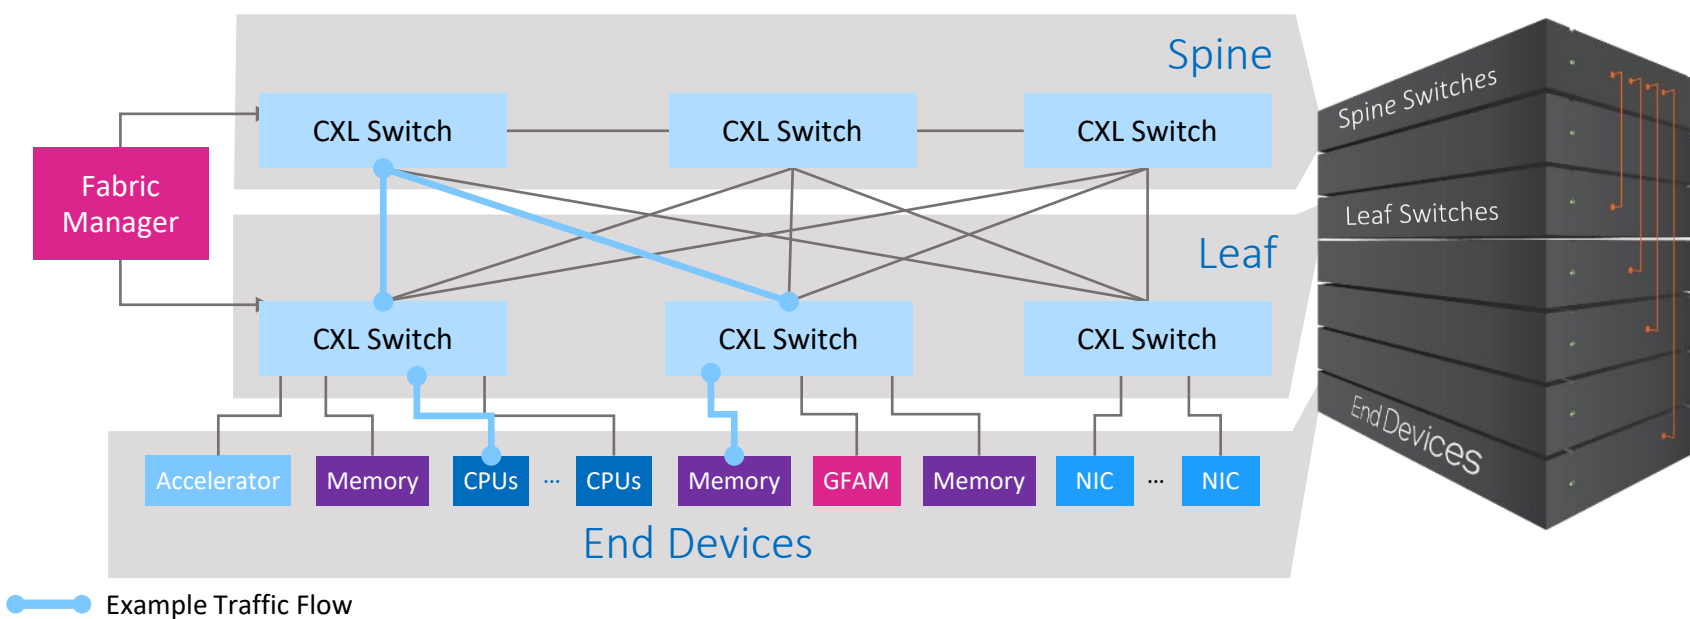 Spine
CXL Switch
CXL Switch
CXL Switch
Fabric
Manager
Leaf
CXL Switch
CXL Switch
CXL Switch
Accelerator
Memory
CPUs
...
CPUs
Memory
GFAM
Memory
NIC
...
NIC
End Devices
Example Traffic Flow
Spine Switches
Leaf Switches
End Devices